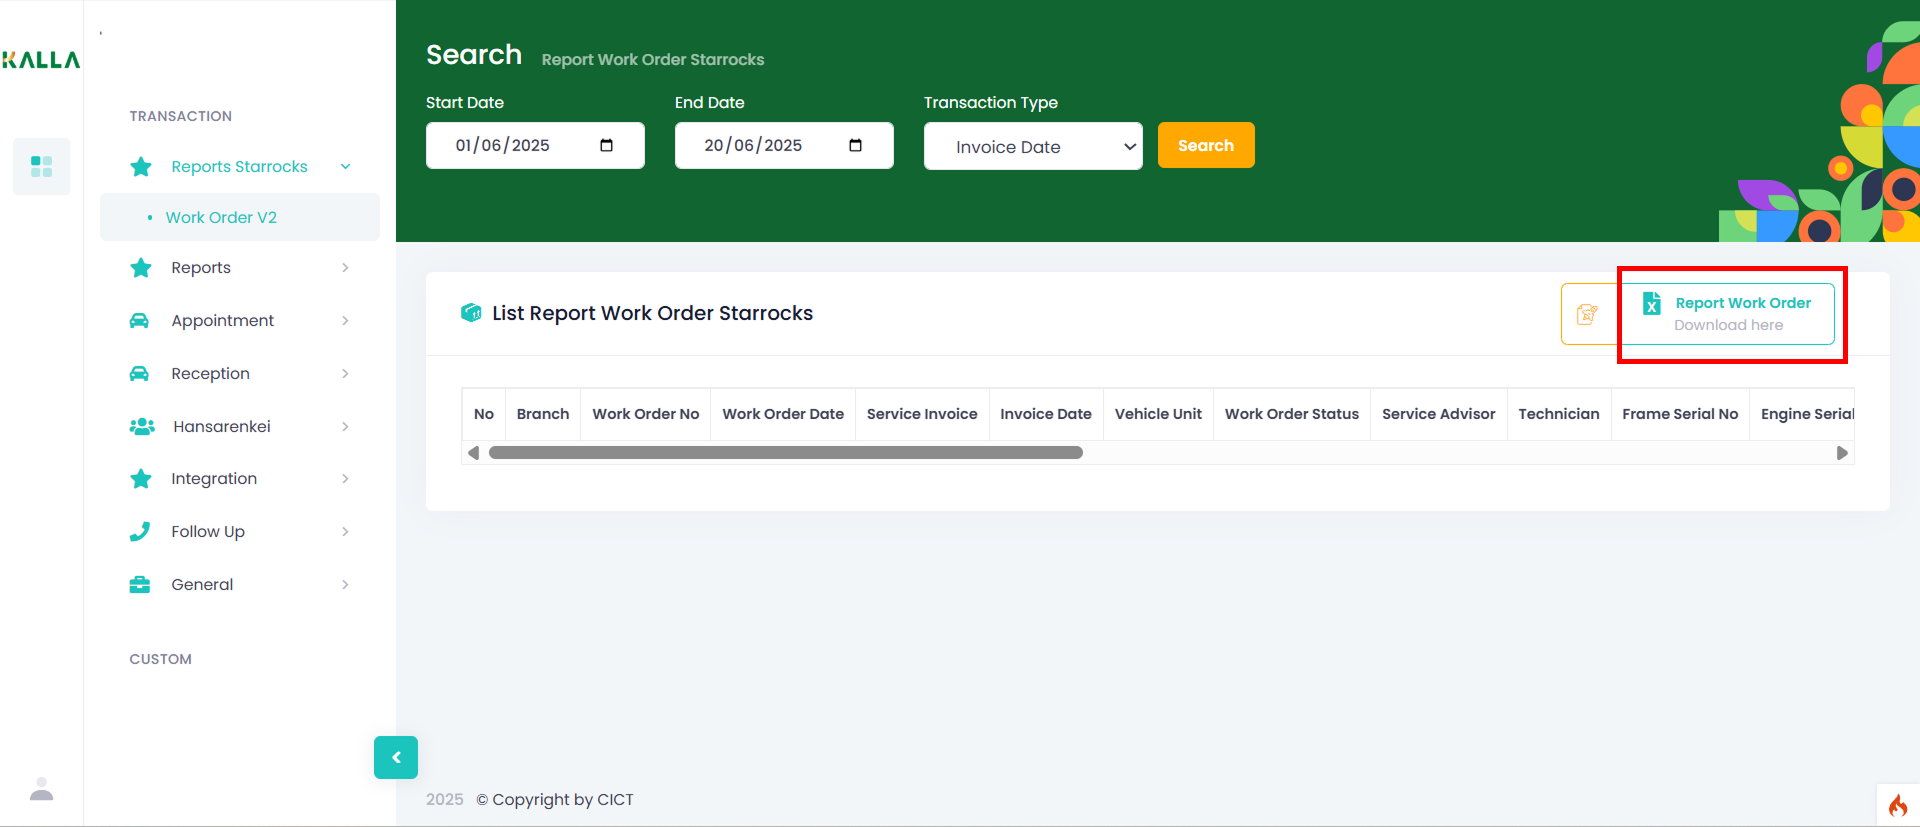 KALLA
TRANSACTION
Reports Starrocks
Work Order V2
Reports
Appointment
Reception
Hansarenkei
Integration
Follow Up
General
CUSTOM
Search Report Work Order Starrocks
Start Date End Date Transaction Type
01/06/2025 20/06/2025 Invoice Date Search
List Report Work Order Starrocks
Report Work Order
Download here
No Branch Work Order No Work Order Date Service Invoice Invoice Date Vehicle Unit Work Order Status Service Advisor Technician Frame Serial No Engine Serial
2025 © Copyright by CICT